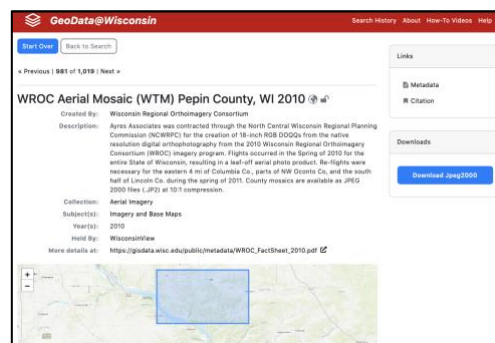 GeoData@Wisconsin
Search History About How-To Videos Help
Start Over Back to Search
« Previous | 981 of 1,019 | Next »
WROC Aerial Mosaic (WTM) Pepin County, WI 2010
Created By: Wisconsin Regional Orthoimagery Consortium
Description: Ayres Associates was contracted through the North Central Wisconsin Regional Planning
Commission (NCWRPC) for the creation of 18-inch RGB DOQQs from the native
resolution digital orthophotography from the 2010 Wisconsin Regional Orthoimagery
Consortium (WROC) imagery program. Flights occurred in the Spring of 2010 for the
entire State of Wisconsin, resulting in a leaf-off aerial photo product. Re-flights were
necessary for the eastern 4 mi of Columbia Co., parts of NW Oconto Co, and the south
half of Lincoln Co. during the spring of 2011. County mosaics are available as JPEG
2000 files (.JP2) at 10:1 compression.
Collection: Aerial Imagery
Subject(s): Imagery and Base Maps
Year(s): 2010
Held By: WisconsinView
More details at: https://gisdata.wisc.edu/public/metadata/WROC_FactSheet_2010.pdf
+
−
Links
Metadata
Citation
Downloads
Download Jpeg2000